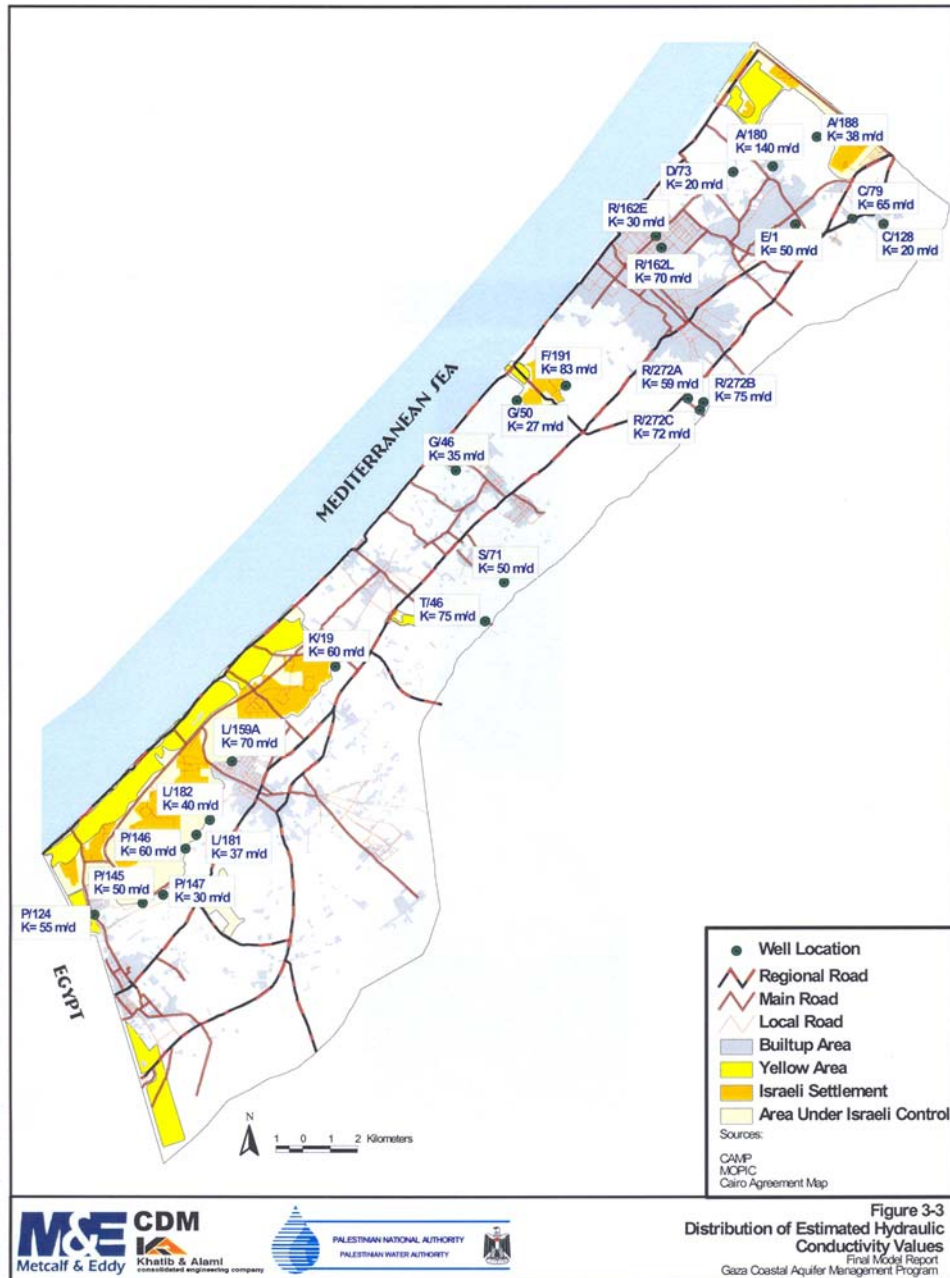 A/188
K= 38 m/d
A/180
K= 140 m/d
D/73
K= 20 m/d
C/79
K= 65 m/d
R/162E
K= 30 m/d
E/1
K= 50 m/d
C/128
K= 20 m/d
R/162L
K= 70 m/d
F/191
K= 83 m/d
R/272A
K= 59 m/d
R/272B
K= 75 m/d
G/50
K= 27 m/d
R/272C
K= 72 m/d
MEDITERRANEAN SEA
G/46
K= 35 m/d
S/71
K= 50 m/d
T/46
K= 75 m/d
K/19
K= 60 m/d
L/159A
K= 70 m/d
L/182
K= 40 m/d
P/146
K= 60 m/d
L/181
K= 37 m/d
P/145
K= 50 m/d
P/147
K= 30 m/d
P/124
K= 55 m/d
EGYPT
N
1 0 1 2 Kilometers
Well Location
Regional Road
Main Road
Local Road
Builtup Area
Yellow Area
Israeli Settlement
Area Under Israeli Control
Sources:
CAMP
MOPIC
Cairo Agreement Map
M&E
Metcalf & Eddy
CDM
Khatib & Alami
consolidated engineering company
PALESTINIAN NATIONAL AUTHORITY
PALESTINIAN WATER AUTHORITY
Figure 3-3
Distribution of Estimated Hydraulic
Conductivity Values
Final Model Report
Gaza Coastal Aquifer Management Program